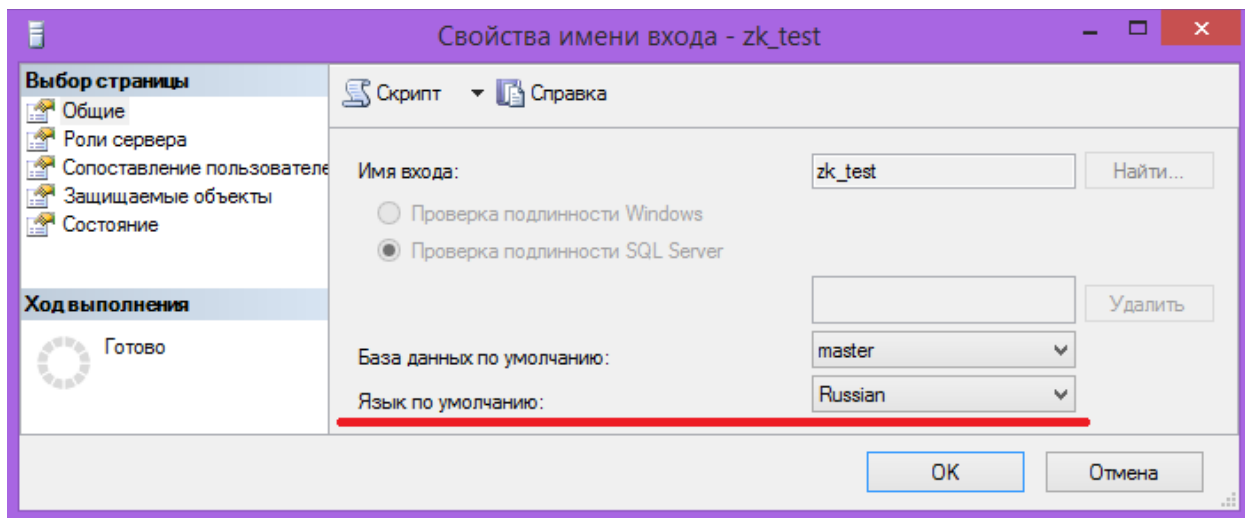 Свойства имени входа - zk_test
Выбор страницы
Общие
Роли сервера
Сопоставление пользователе
Защищаемые объекты
Состояние
Ход выполнения
Готово
Скрипт Справка
Имя входа: zk_test Найти...
Проверка подлинности Windows
Проверка подлинности SQL Server
Удалить
База данных по умолчанию: master
Язык по умолчанию: Russian
OK Отмена